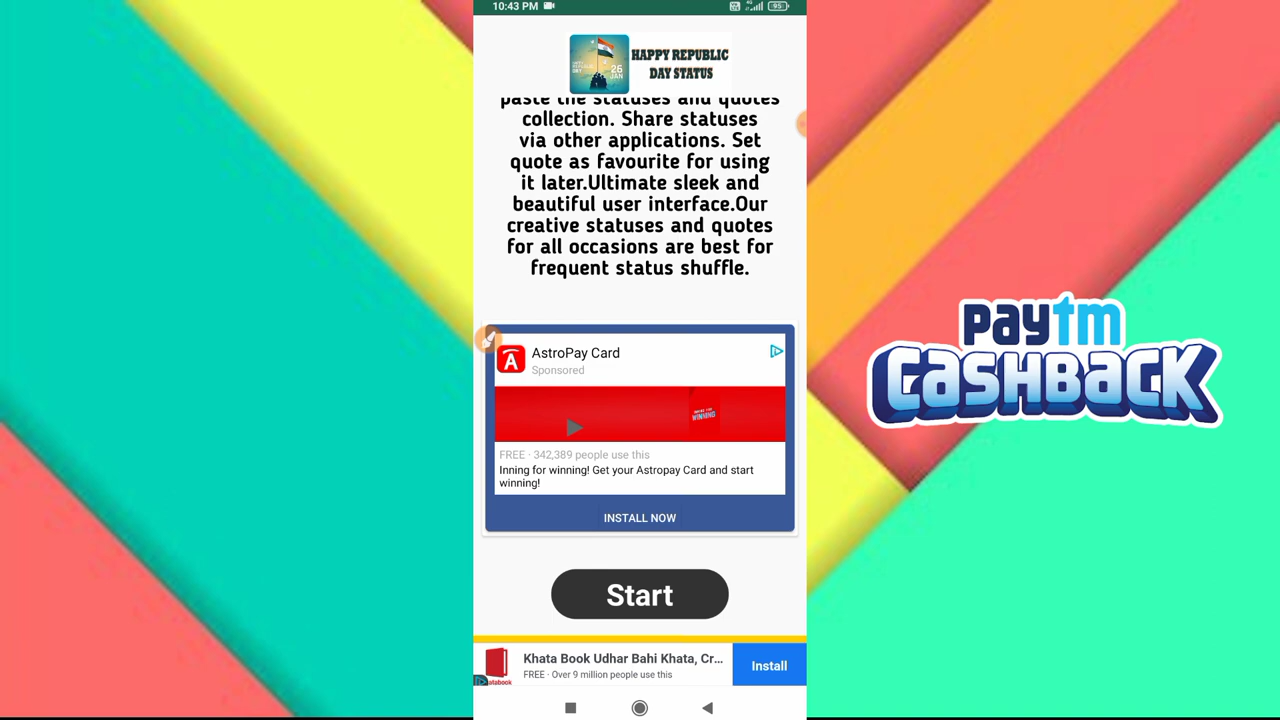 10:43 PM
95
HAPPY REPUBLIC
DAY STATUS
26
JAN
paste the statuses and quotes
collection. Share statuses
via other applications. Set
quote as favourite for using
it later.Ultimate sleek and
beautiful user interface.Our
creative statuses and quotes
for all occasions are best for
frequent status shuffle.
AstroPay Card
Sponsored
WINNING
FREE · 342,389 people use this
Inning for winning! Get your Astropay Card and start
winning!
INSTALL NOW
Start
Khata Book Udhar Bahi Khata, Cr...
FREE · Over 9 million people use this
Install
paytm
CASHBACK